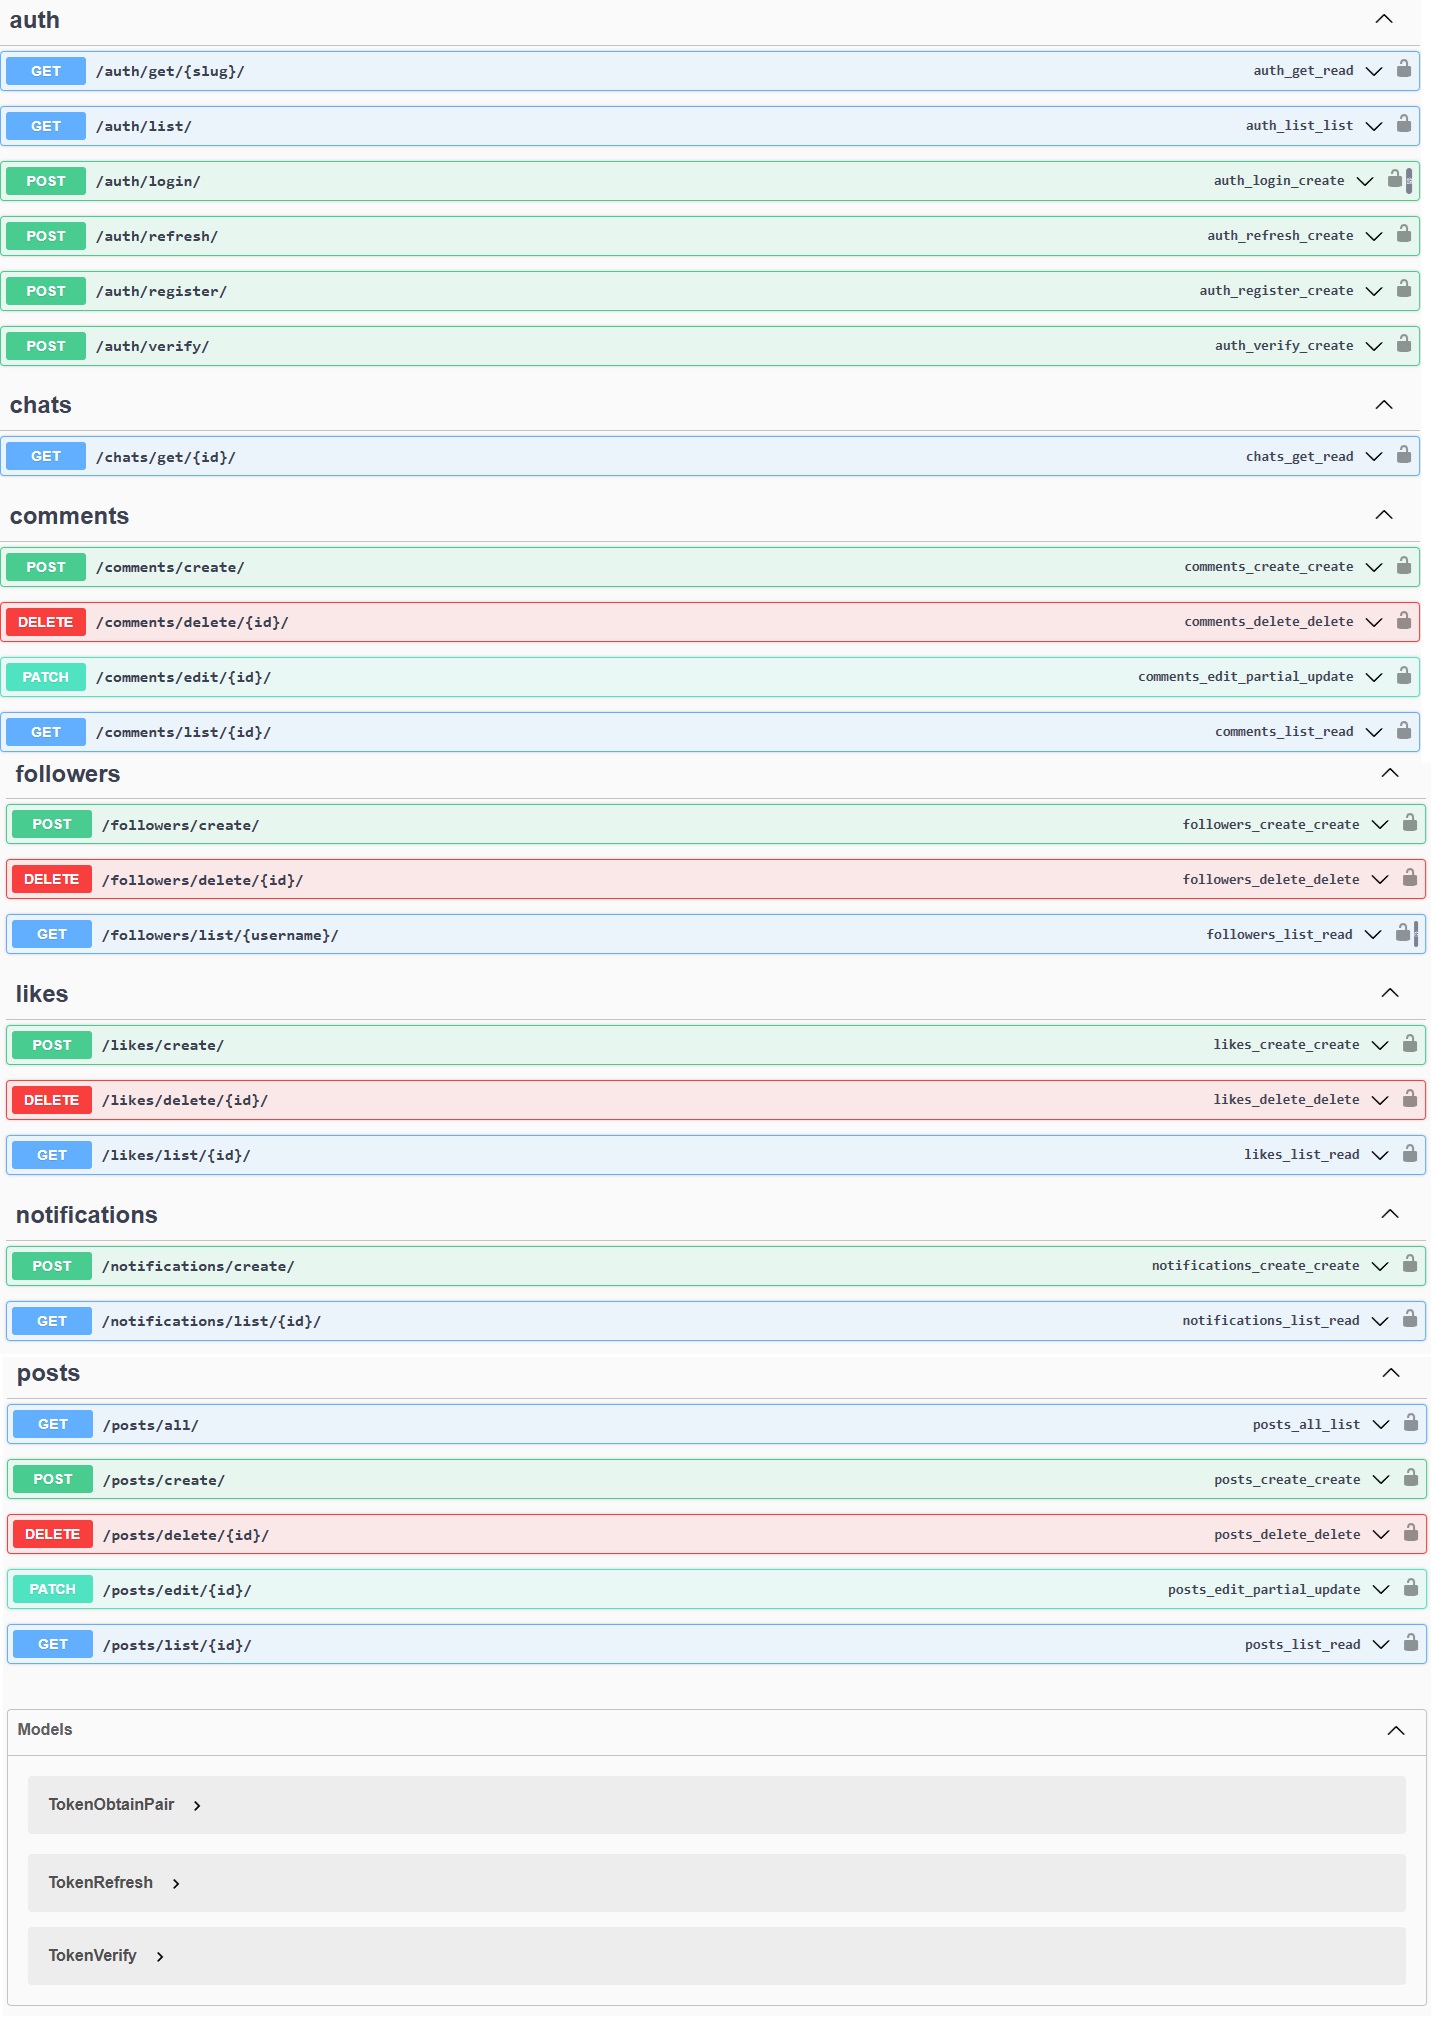 auth
GET /auth/get/{slug}/ auth_get_read
GET /auth/list/ auth_list_list
POST /auth/login/ auth_login_create
POST /auth/refresh/ auth_refresh_create
POST /auth/register/ auth_register_create
POST /auth/verify/ auth_verify_create
chats
GET /chats/get/{id}/ chats_get_read
comments
POST /comments/create/ comments_create_create
DELETE /comments/delete/{id}/ comments_delete_delete
PATCH /comments/edit/{id}/ comments_edit_partial_update
GET /comments/list/{id}/ comments_list_read
followers
POST /followers/create/ followers_create_create
DELETE /followers/delete/{id}/ followers_delete_delete
GET /followers/list/{username}/ followers_list_read
likes
POST /likes/create/ likes_create_create
DELETE /likes/delete/{id}/ likes_delete_delete
GET /likes/list/{id}/ likes_list_read
notifications
POST /notifications/create/ notifications_create_create
GET /notifications/list/{id}/ notifications_list_read
posts
GET /posts/all/ posts_all_list
POST /posts/create/ posts_create_create
DELETE /posts/delete/{id}/ posts_delete_delete
PATCH /posts/edit/{id}/ posts_edit_partial_update
GET /posts/list/{id}/ posts_list_read
Models
TokenObtainPair
TokenRefresh
TokenVerify